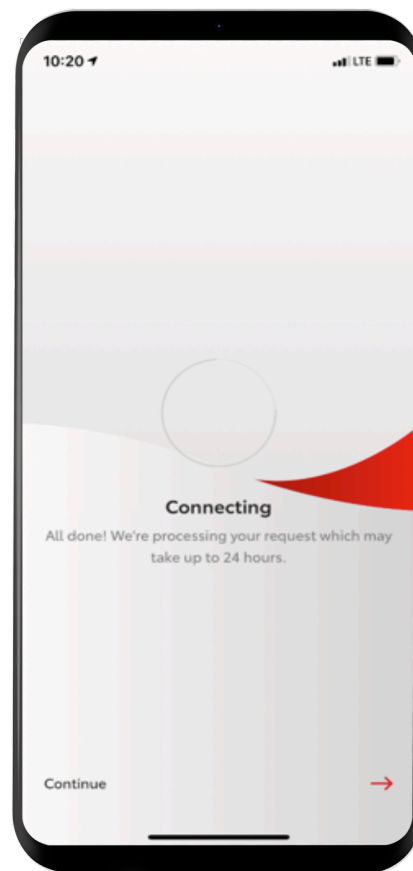 10:20
LTE
Connecting
All done! We're processing your request which may
take up to 24 hours.
Continue